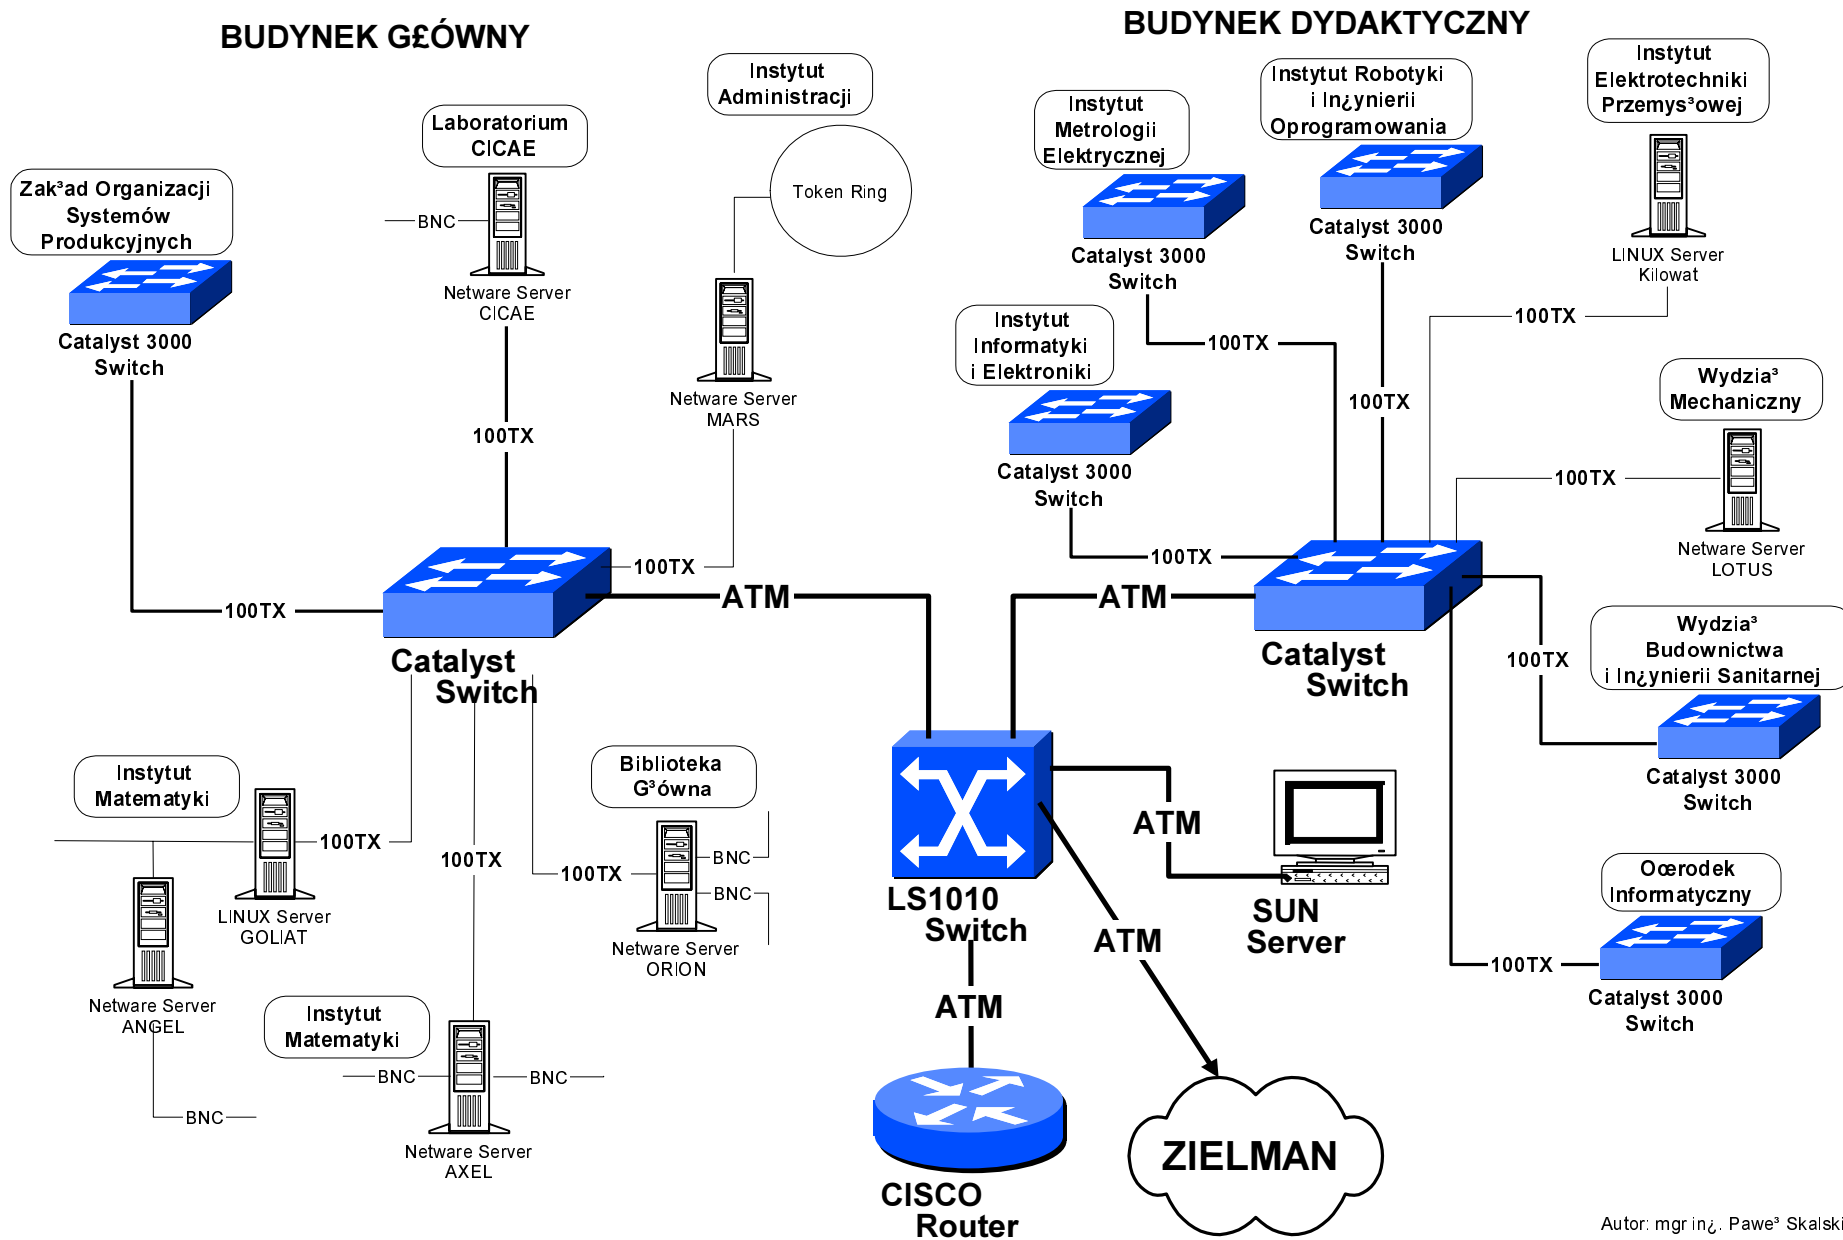 BUDYNEK G£ÓWNY
BUDYNEK DYDAKTYCZNY
Instytut
Administracji
Laboratorium
CICAE
Zak³ad Organizacji
Systemów
Produkcyjnych
Token Ring
BNC
Netware Server
CICAE
Catalyst 3000
Switch
Netware Server
MARS
100TX
100TX
100TX
ATM
Catalyst
Switch
Instytut
Matematyki
100TX
LINUX Server
GOLIAT
Netware Server
ANGEL
BNC
100TX
Instytut
Matematyki
BNC
BNC
Netware Server
AXEL
Biblioteka
G³ówna
100TX
BNC
BNC
Netware Server
ORION
Instytut
Metrologii
Elektrycznej
Catalyst 3000
Switch
100TX
Instytut Robotyki
i In¿ynierii
Oprogramowania
Catalyst 3000
Switch
100TX
Instytut
Elektrotechniki
Przemys³owej
LINUX Server
Kilowat
100TX
Instytut
Informatyki
i Elektroniki
Catalyst 3000
Switch
100TX
Wydzia³
Mechaniczny
100TX
Netware Server
LOTUS
ATM
Catalyst
Switch
Wydzia³
Budownictwa
i In¿ynierii Sanitarnej
100TX
Catalyst 3000
Switch
Oœrodek
Informatyczny
100TX
Catalyst 3000
Switch
LS1010
Switch
ATM
SUN
Server
ATM
ATM
CISCO
Router
ZIELMAN
Autor: mgr in¿. Pawe³ Skalski